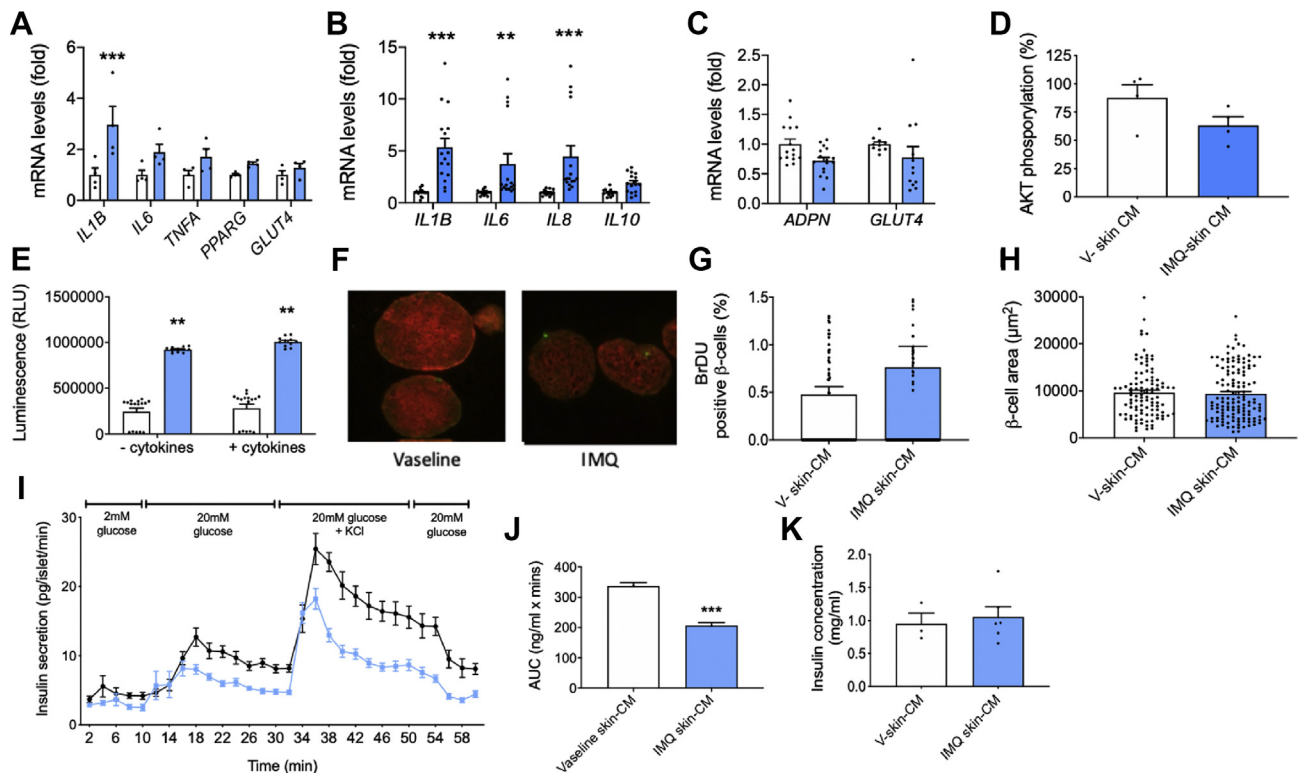 A
mRNA levels (fold)
6
4
2
0
***
IL1B
IL6
TNFA
PPARG
GLUT4
B
mRNA levels (fold)
15
10
5
0
***
**
***
IL1B
IL6
IL8
IL10
C
mRNA levels (fold)
2.5
2.0
1.5
1.0
0.5
0.0
ADPN
GLUT4
D
AKT phosporylation (%)
125
100
75
50
25
0
V- skin CM
IMQ-skin CM
E
Luminescence (RLU)
1500000
1000000
500000
0
**
**
- cytokines
+ cytokines
F
Vaseline
IMQ
G
BrDU
positive β-cells (%)
1.5
1.0
0.5
0.0
V- skin-CM
IMQ skin-CM
H
β-cell area (µm2)
30000
20000
10000
0
V-skin-CM
IMQ skin-CM
I
2mM
glucose
20mM
glucose
20mM glucose
+ KCl
20mM
glucose
Insulin secretion (pg/islet/min)
30
20
10
0
2 6 10 14 18 22 26 30 34 38 42 46 50 54 58
Time (min)
J
AUC (ng/ml x mins)
400
300
200
100
0
***
Vaseline skin-CM
IMQ skin-CM
K
Insulin concentration
(mg/ml)
2.0
1.5
1.0
0.5
0.0
V-skin-CM
IMQ skin-CM